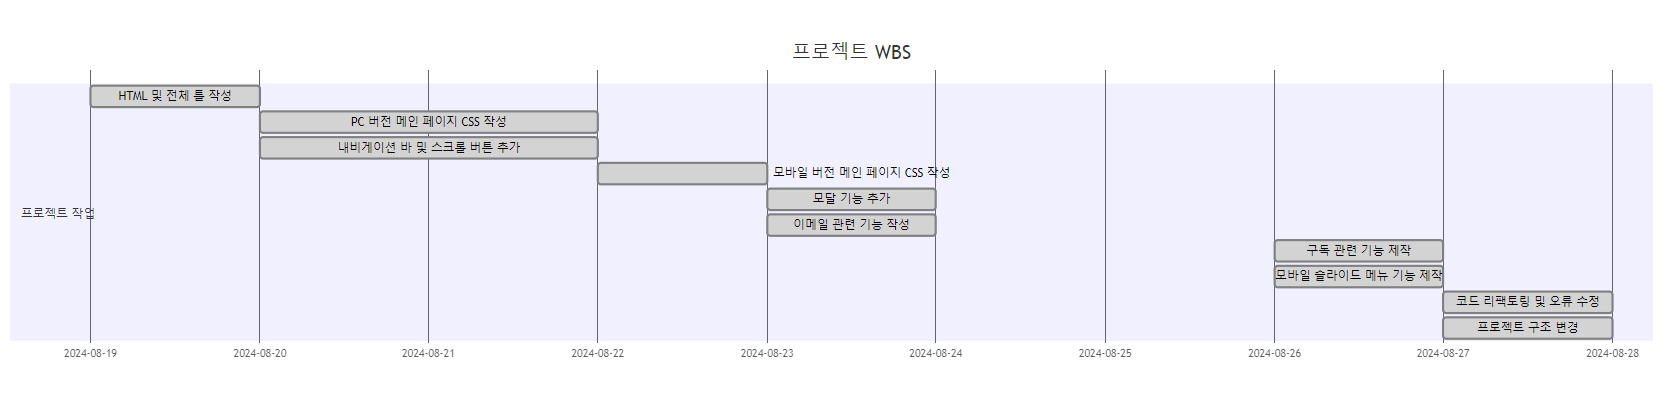 프로젝트 WBS
HTML 및 전체 틀 작성
PC 버전 메인 페이지 CSS 작성
내비게이션 바 및 스크롤 버튼 추가
모바일 버전 메인 페이지 CSS 작성
모달 기능 추가
프로젝트 작업
이메일 관련 기능 작성
구독 관련 기능 제작
모바일 슬라이드 메뉴 기능 제작
코드 리팩토링 및 오류 수정
프로젝트 구조 변경
2024-08-19 2024-08-20 2024-08-21 2024-08-22 2024-08-23 2024-08-24 2024-08-25 2024-08-26 2024-08-27 2024-08-28